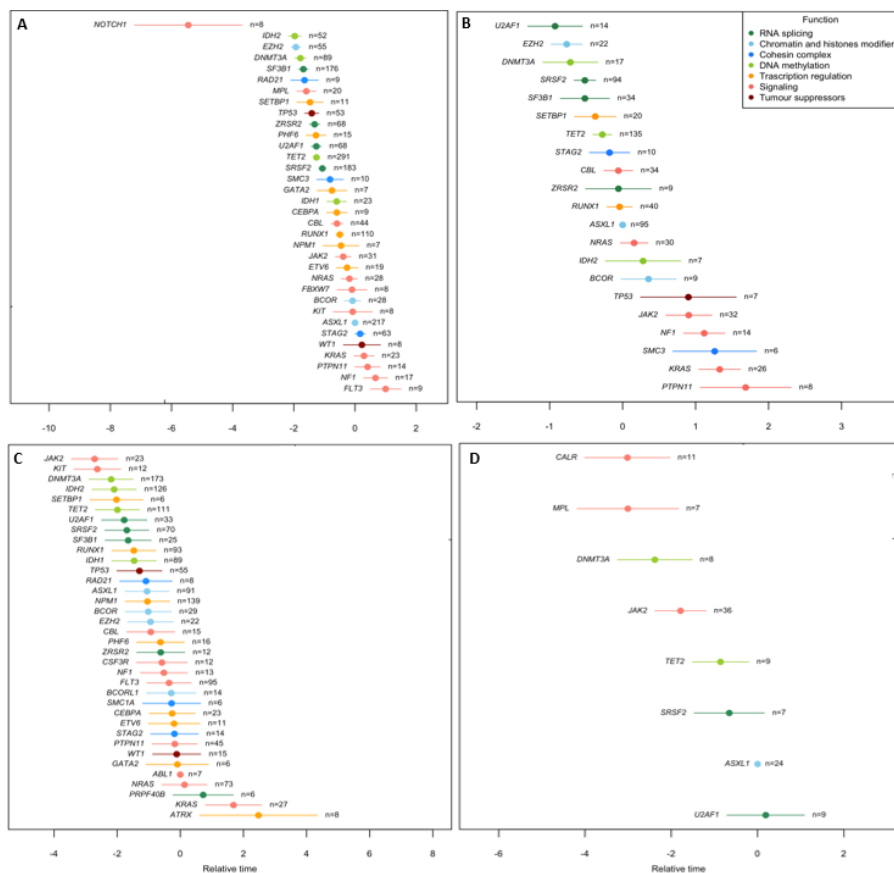 A
NOTCH1 n=8
IDH2 n=52
EZH2 n=55
DNMT3A n=89
SF3B1 n=176
RAD21 n=9
MPL n=20
SETBP1 n=11
TP53 n=53
ZRSR2 n=68
PHF6 n=15
U2AF1 n=68
TET2 n=291
SRSF2 n=183
SMC3 n=10
GATA2 n=7
IDH1 n=23
CEBPA n=9
CBL n=44
RUNX1 n=110
NPM1 n=7
JAK2 n=31
ETV6 n=19
NRAS n=28
FBXW7 n=8
BCOR n=28
KIT n=8
ASXL1 n=217
STAG2 n=63
WT1 n=8
KRAS n=23
PTPN11 n=14
NF1 n=17
FLT3 n=9
-10 -8 -6 -4 -2 0 2
B
U2AF1 n=14
EZH2 n=22
DNMT3A n=17
SRSF2 n=94
SF3B1 n=34
SETBP1 n=20
TET2 n=135
STAG2 n=10
CBL n=34
ZRSR2 n=9
RUNX1 n=40
ASXL1 n=95
NRAS n=30
IDH2 n=7
BCOR n=9
TP53 n=7
JAK2 n=32
NF1 n=14
SMC3 n=6
KRAS n=26
PTPN11 n=8
-2 -1 0 1 2 3
Function
RNA splicing
Chromatin and histones modifier
Cohesin complex
DNA methylation
Trascription regulation
Signaling
Tumour suppressors
C
JAK2 n=23
KIT n=12
DNMT3A n=173
IDH2 n=126
SETBP1 n=6
TET2 n=111
U2AF1 n=33
SRSF2 n=70
SF3B1 n=25
RUNX1 n=93
IDH1 n=89
TP53 n=55
RAD21 n=8
ASXL1 n=91
NPM1 n=139
BCOR n=29
EZH2 n=22
CBL n=15
PHF6 n=16
ZRSR2 n=12
CSF3R n=12
NF1 n=13
FLT3 n=95
BCORL1 n=14
SMC1A n=6
CEBPA n=23
ETV6 n=11
STAG2 n=14
PTPN11 n=45
WT1 n=15
GATA2 n=6
ABL1 n=7
NRAS n=73
PRPF40B n=6
KRAS n=27
ATRX n=8
-4 -2 0 2 4 6 8
Relative time
D
CALR n=11
MPL n=7
DNMT3A n=8
JAK2 n=36
TET2 n=9
SRSF2 n=7
ASXL1 n=24
U2AF1 n=9
-6 -4 -2 0 2
Relative time